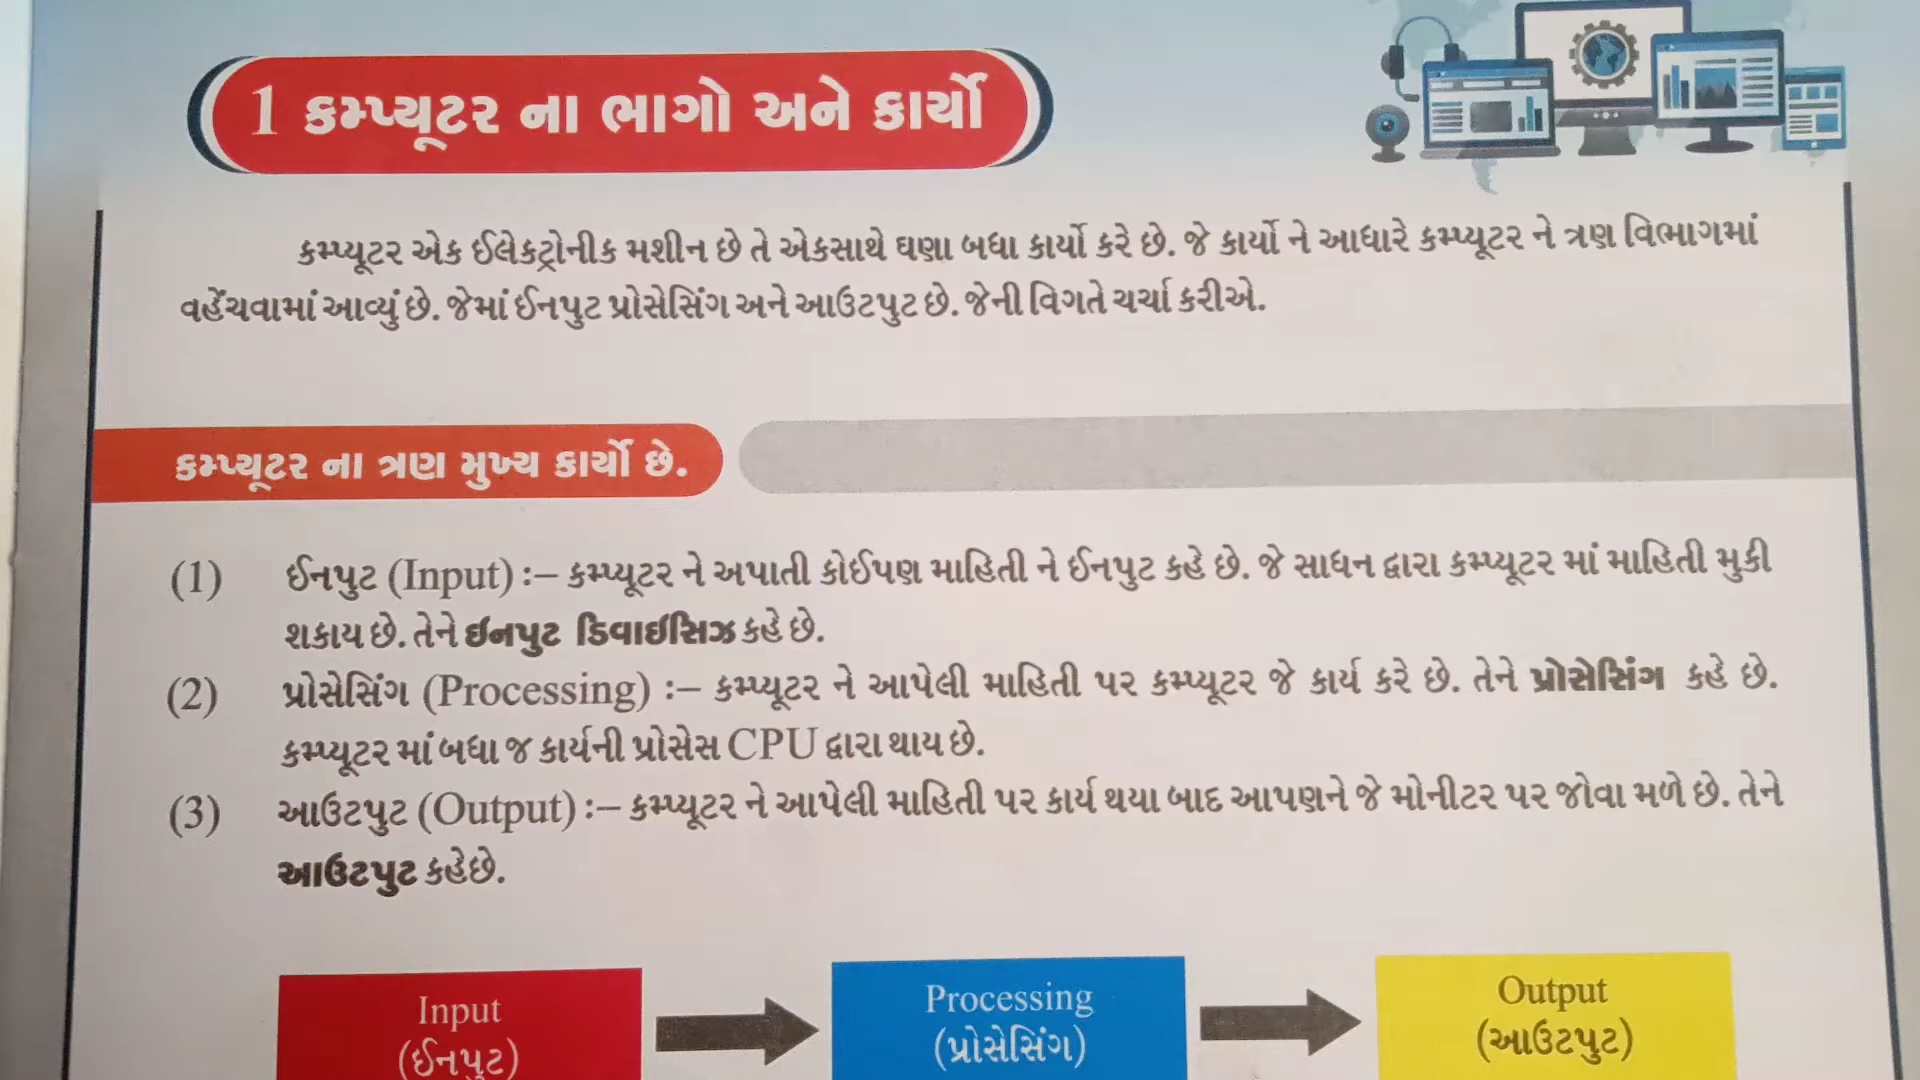 1 કમ્પ્યૂટર ના ભાગો અને કાર્યો
કમ્પ્યૂટર એક ઈલેકટ્રોનીક મશીન છે તે એકસાથે ઘણા બધા કાર્યો કરે છે. જે કાર્યો ને આધારે કમ્પ્યૂટર ને ત્રણ વિભાગમાં
વહેંચવામાં આવ્યું છે. જેમાં ઈનપુટ પ્રોસેસિંગ અને આઉટપુટ છે. જેની વિગતે ચર્ચા કરીએ.
કમ્પ્યૂટર ના ત્રણ મુખ્ય કાર્યો છે.
(1) ઈનપુટ (Input) :– કમ્પ્યૂટર ને અપાતી કોઈપણ માહિતી ને ઈનપુટ કહે છે. જે સાધન દ્વારા કમ્પ્યૂટર માં માહિતી મુકી
શકાય છે. તેને ઈનપુટ ડિવાઈસિઝ કહે છે.
(2) પ્રોસેસિંગ (Processing) :– કમ્પ્યૂટર ને આપેલી માહિતી પર કમ્પ્યૂટર જે કાર્ય કરે છે. તેને પ્રોસેસિંગ કહે છે.
કમ્પ્યૂટર માં બધા જ કાર્યની પ્રોસેસ CPU દ્વારા થાય છે.
(3) આઉટપુટ (Output) :– કમ્પ્યૂટર ને આપેલી માહિતી પર કાર્ય થયા બાદ આપણને જે મોનીટર પર જોવા મળે છે. તેને
આઉટપુટ કહે છે.
Input
(ઈનપુટ)
Processing
(પ્રોસેસિંગ)
Output
(આઉટપુટ)